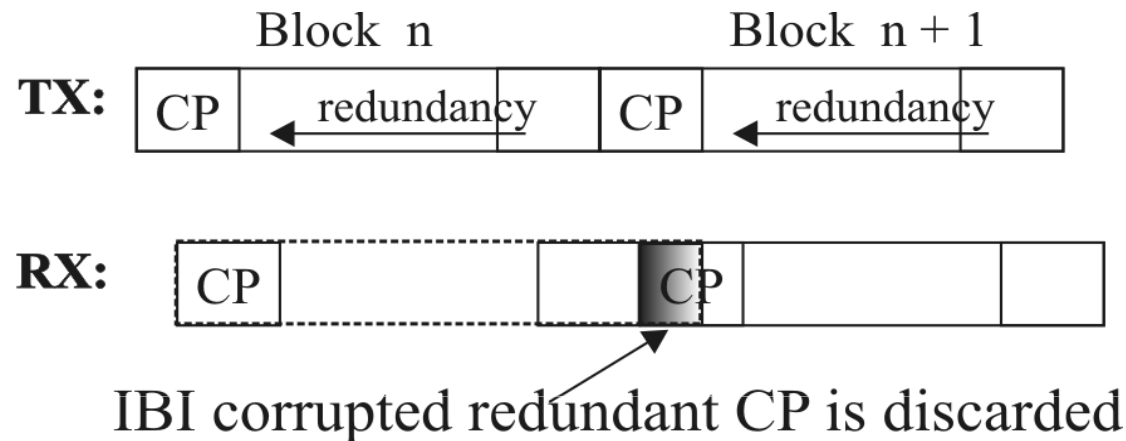 Block n Block n + 1
TX: CP redundancy CP redundancy
RX: CP CP
IBI corrupted redundant CP is discarded